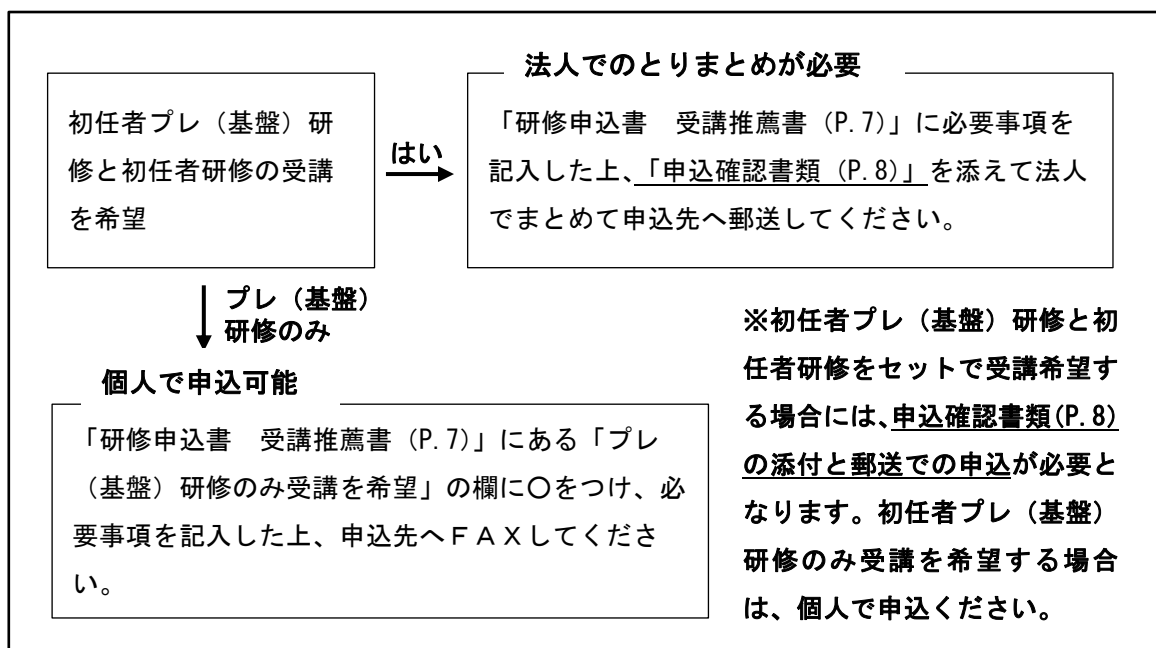 初任者プレ（基盤）研
修と初任者研修の受講
を希望
はい
法人でのとりまとめが必要
「研修申込書　受講推薦書（P.7）」に必要事項を
記入した上、「申込確認書類（P.8）」を添えて法人
でまとめて申込先へ郵送してください。
プレ（基盤）
研修のみ
個人で申込可能
「研修申込書　受講推薦書（P.7）」にある「プレ
（基盤）研修のみ受講を希望」の欄に〇をつけ、必
要事項を記入した上、申込先へＦＡＸしてくださ
い。
※初任者プレ（基盤）研修と初
任者研修をセットで受講希望す
る場合には、申込確認書類(P.8)
の添付と郵送での申込が必要と
なります。初任者プレ（基盤）
研修のみ受講を希望する場合
は、個人で申込ください。